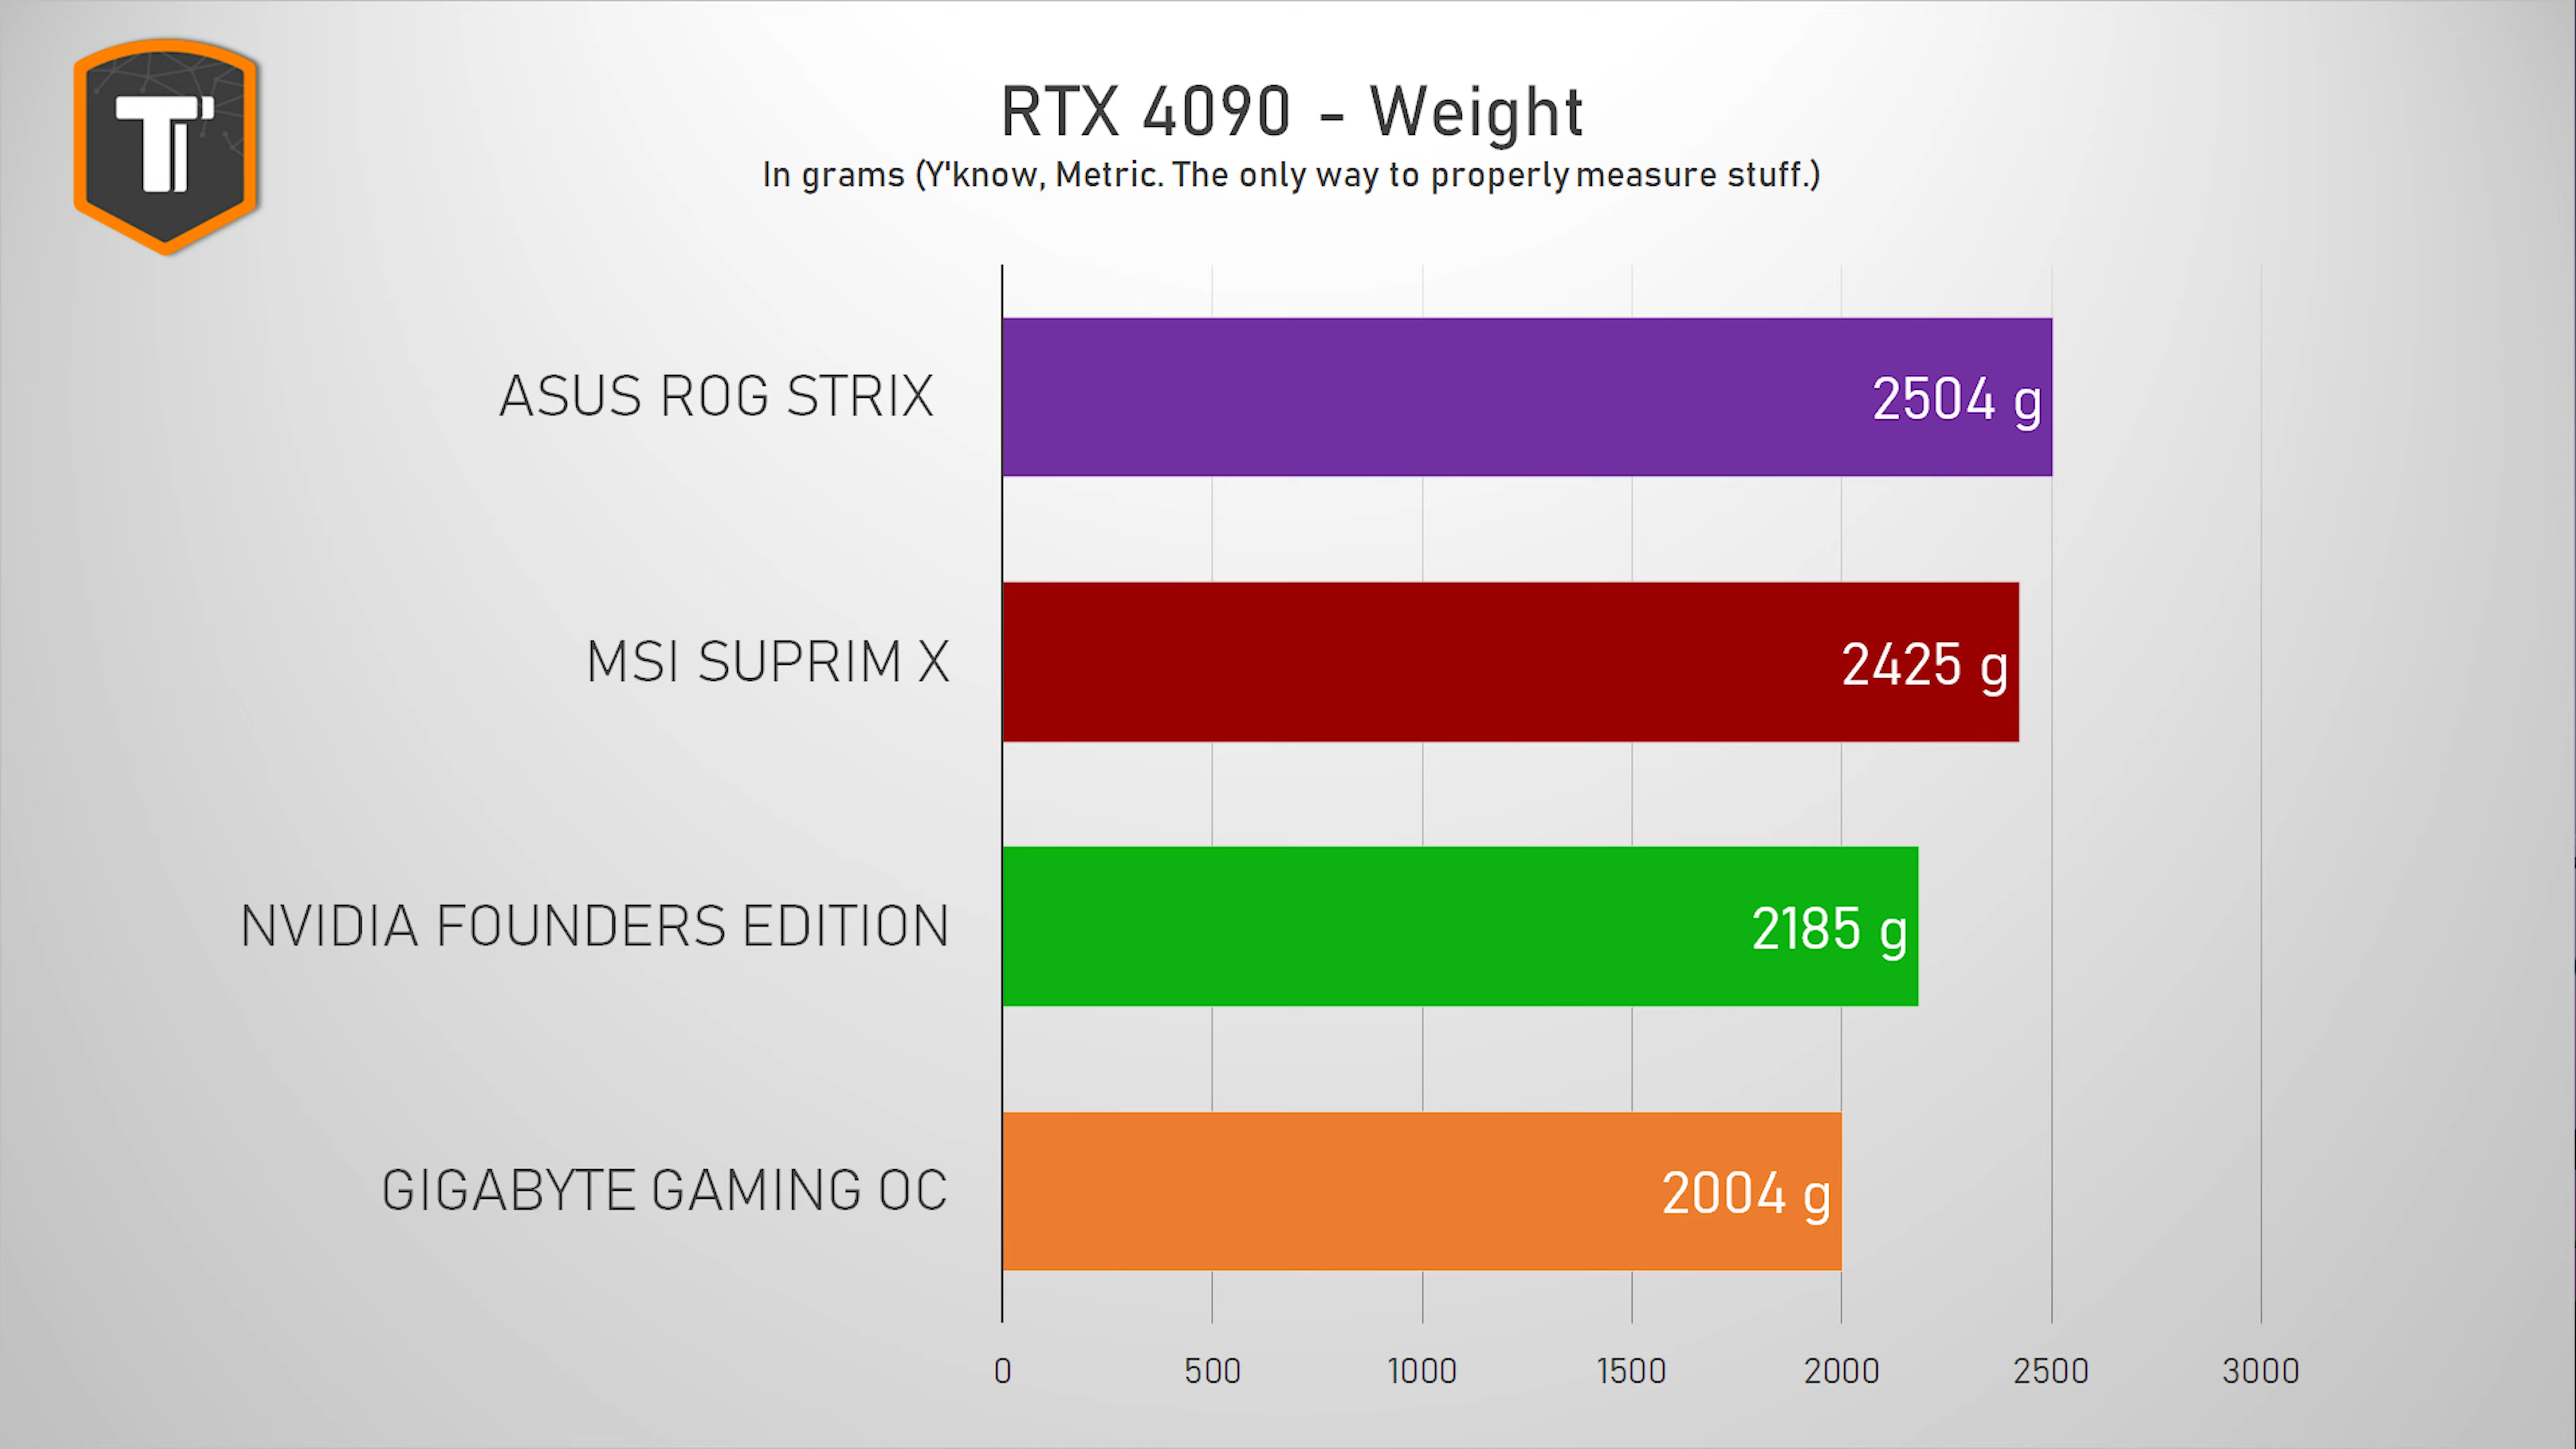 T
RTX 4090 - Weight
In grams (Y'know, Metric. The only way to properly measure stuff.)
ASUS ROG STRIX 2504 g
MSI SUPRIM X 2425 g
NVIDIA FOUNDERS EDITION 2185 g
GIGABYTE GAMING OC 2004 g
0 500 1000 1500 2000 2500 3000